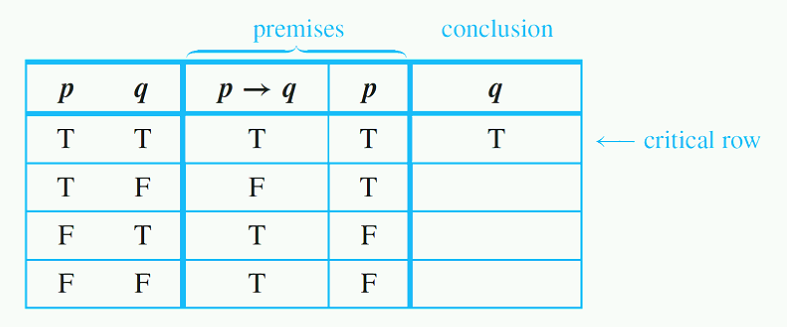 premises conclusion
p q p → q p q
T T T T T ← critical row
T F F T
F T T F
F F T F